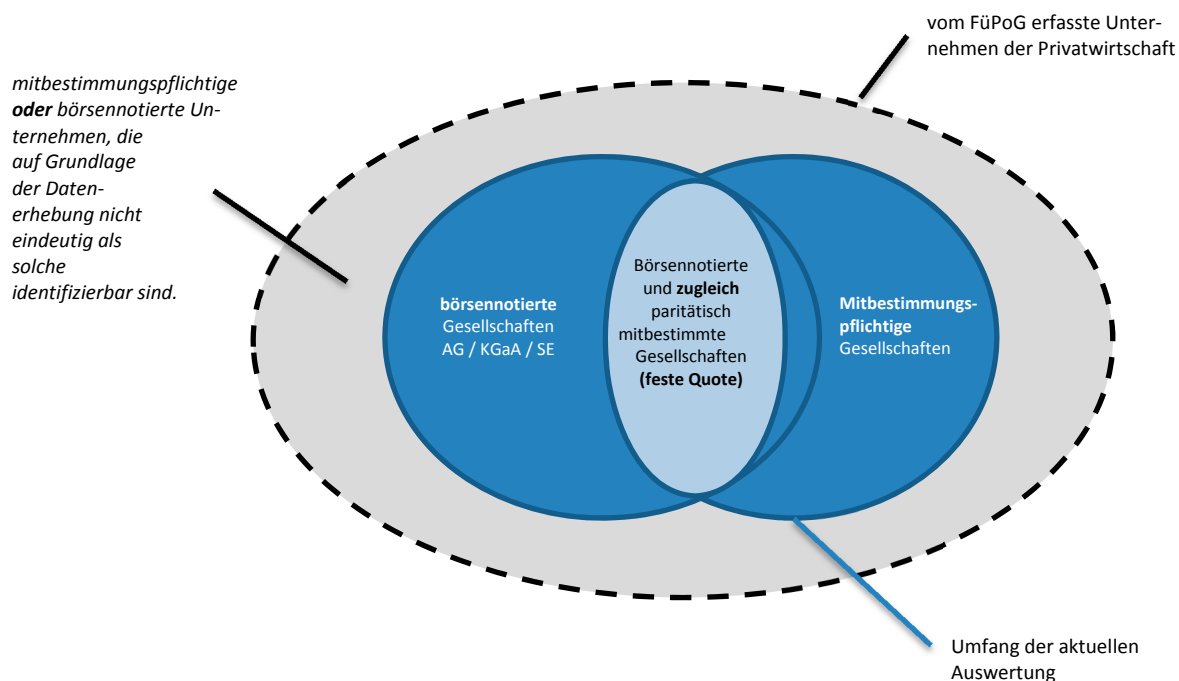 vom FüPoG erfasste Unter-
nehmen der Privatwirtschaft
mitbestimmungspflichtige
oder börsennotierte Un-
ternehmen, die
auf Grundlage
der Daten-
erhebung nicht
eindeutig als
solche
identifizierbar sind.
börsennotierte
Gesellschaften
AG / KGaA / SE
Börsennotierte
und zugleich
paritätisch
mitbestimmte
Gesellschaften
(feste Quote)
Mitbestimmungs-
pflichtige
Gesellschaften
Umfang der aktuellen
Auswertung